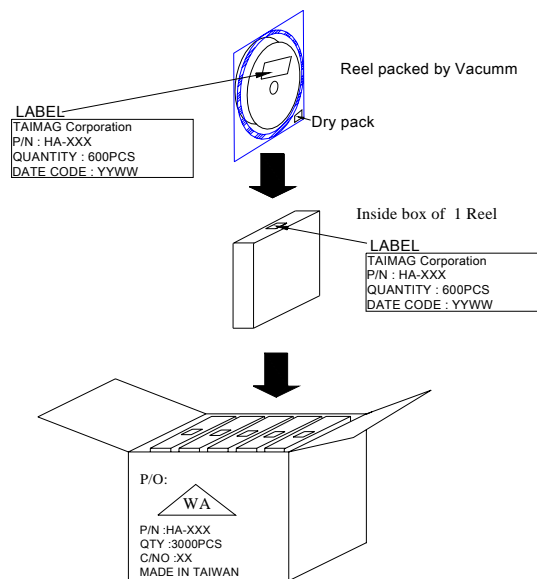 Reel packed by Vacumm
LABEL
TAIMAG Corporation
P/N : HA-XXX
QUANTITY : 600PCS
DATE CODE : YYWW
Dry pack
Inside box of 1 Reel
LABEL
TAIMAG Corporation
P/N : HA-XXX
QUANTITY : 600PCS
DATE CODE : YYWW
P/O:
WA
P/N :HA-XXX
QTY :3000PCS
C/NO :XX
MADE IN TAIWAN